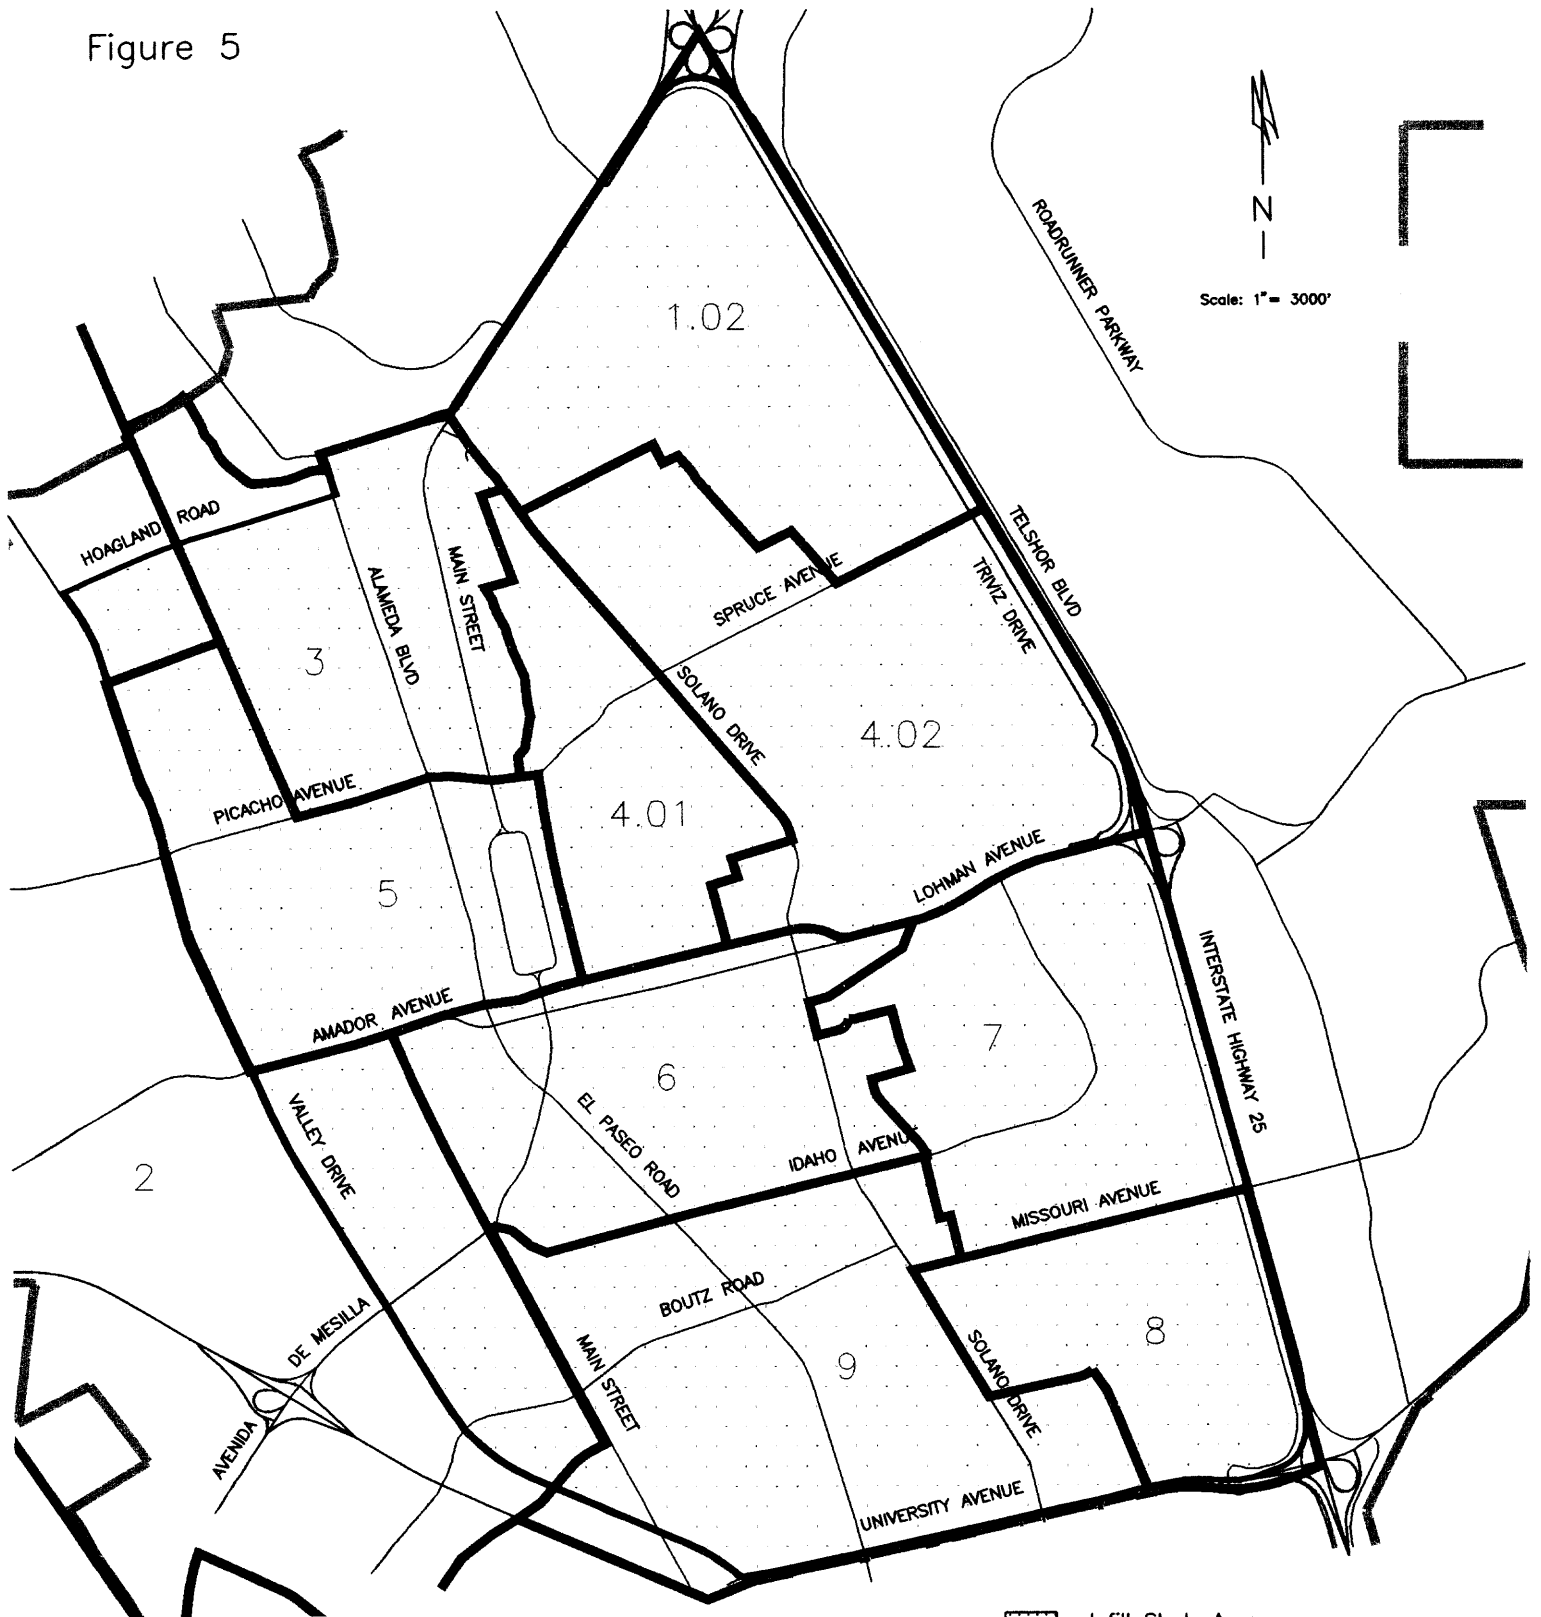 Figure 5
N
Scale: 1"= 3000'
ROADRUNNER PARKWAY
1.02
HOAGLAND ROAD
ALAMEDA BLVD
MAIN STREET
SPRUCE AVENUE
TELSHOR BLVD
TRIVIZ DRIVE
3
SOLANO DRIVE
4.02
PICACHO AVENUE
4.01
5
LOHMAN AVENUE
AMADOR AVENUE
INTERSTATE HIGHWAY 25
7
6
VALLEY DRIVE
EL PASEO ROAD
IDAHO AVENUE
2
MISSOURI AVENUE
BOUTZ ROAD
AVENIDA DE MESILLA
MAIN STREET
9
SOLANO DRIVE
8
UNIVERSITY AVENUE